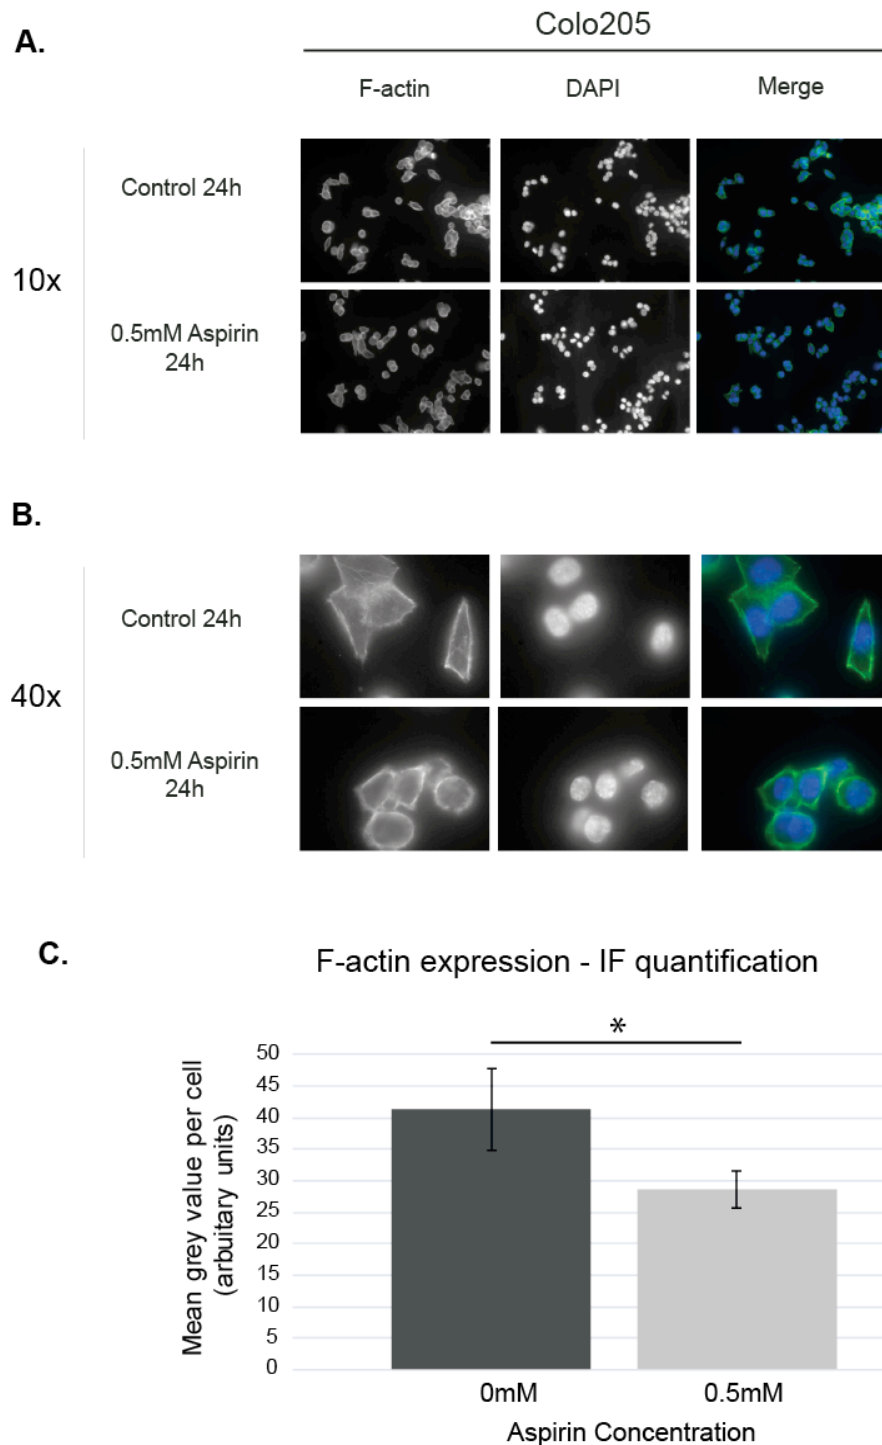 A.
Colo205
F-actin DAPI Merge
Control 24h
10x
0.5mM Aspirin
24h
B.
Control 24h
40x
0.5mM Aspirin
24h
C.
F-actin expression - IF quantification
*
Mean grey value per cell
(arbuitary units)
50
45
40
35
30
25
20
15
10
5
0
0mM 0.5mM
Aspirin Concentration